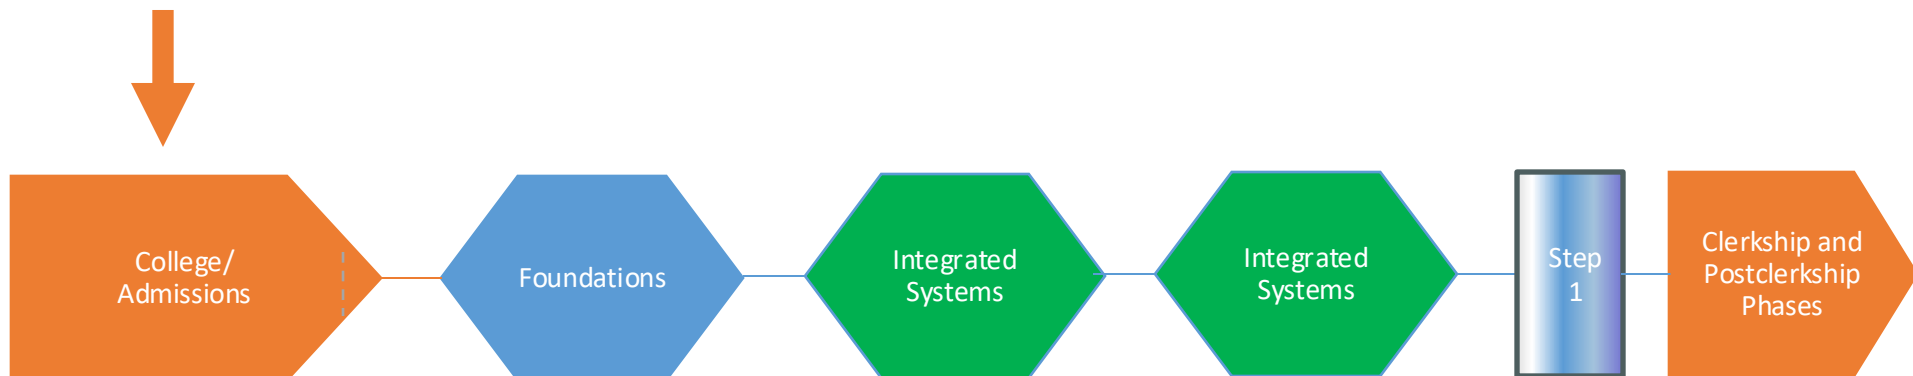 College/
Admissions
Foundations
Integrated
Systems
Integrated
Systems
Step
1
Clerkship and
Postclerkship
Phases